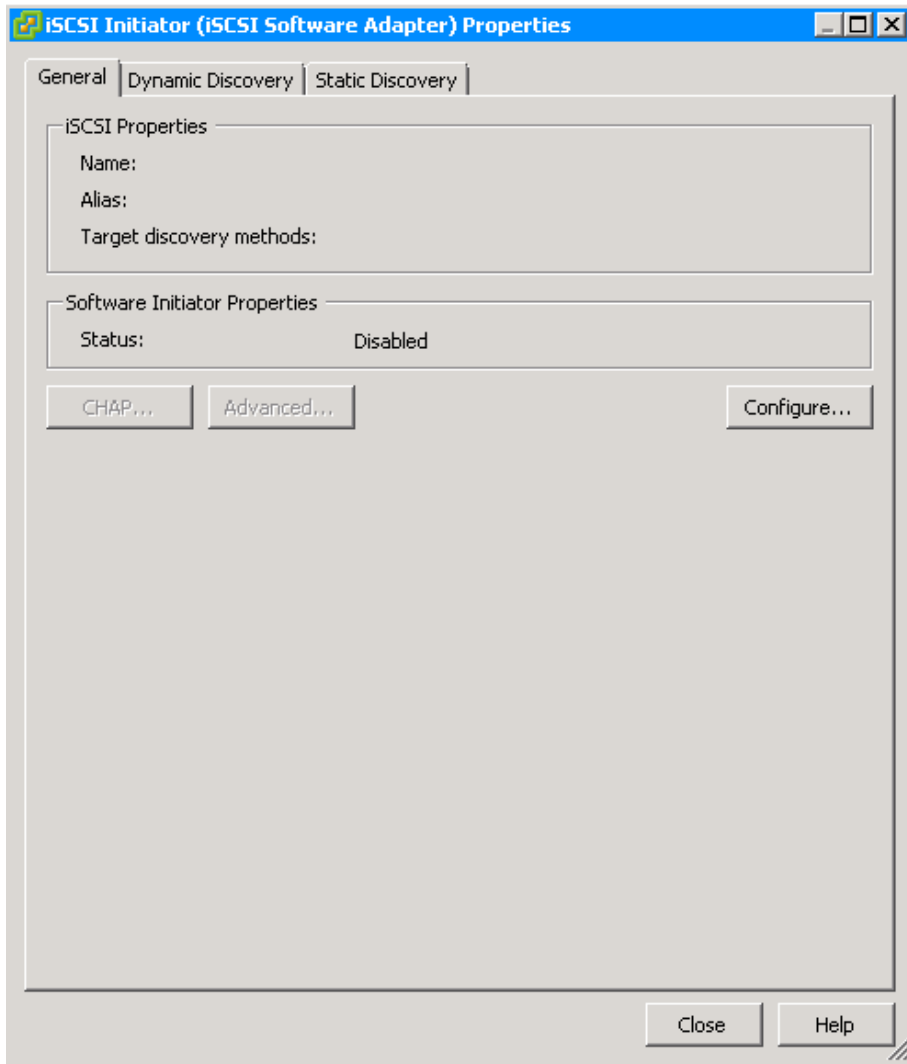 iSCSI Initiator (iSCSI Software Adapter) Properties
General Dynamic Discovery Static Discovery
iSCSI Properties
Name:
Alias:
Target discovery methods:
Software Initiator Properties
Status: Disabled
CHAP... Advanced... Configure...
Close Help